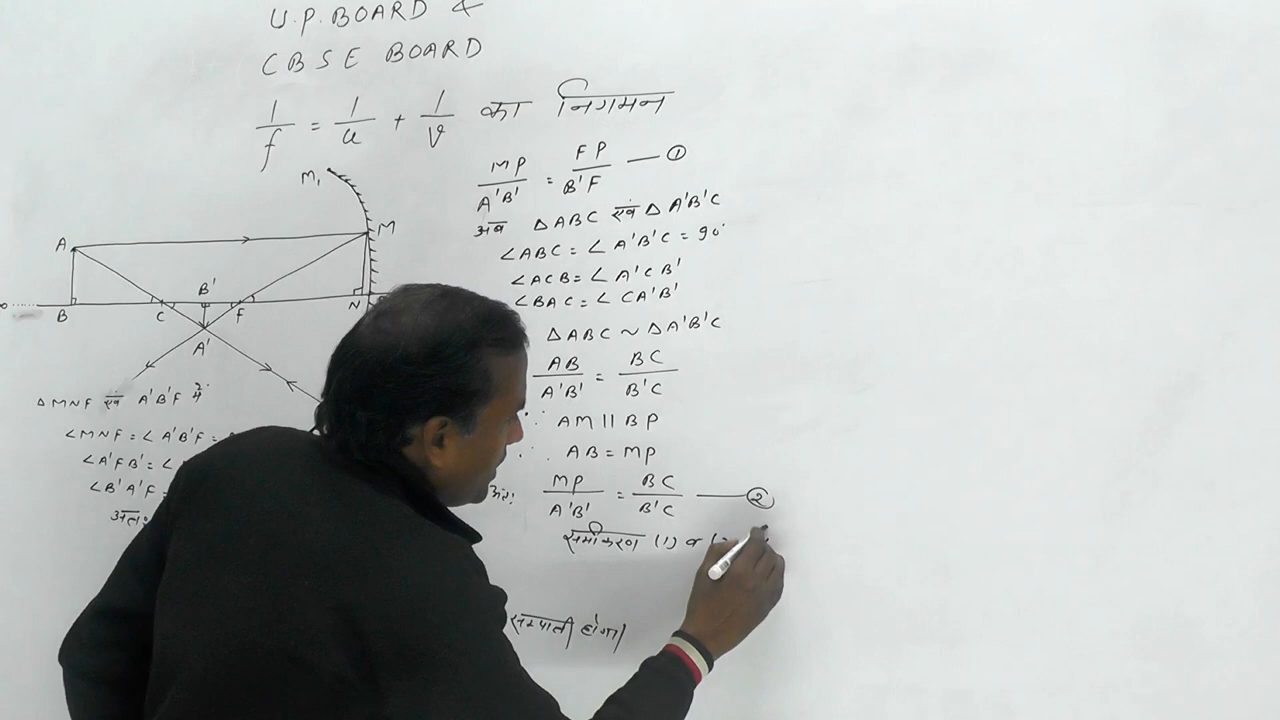 U.P. BOARD &
CBSE BOARD
1/f = 1/u + 1/v का निगमन
M₁
A
M
B
C
B'
F
N
A'
ΔMNF एवं A'B'F में
∠MNF = ∠A'B'F =
∠A'FB' = ∠
∠B'A'F =
अतः
MP/A'B' = FP/B'F — ①
अब ΔABC एवं ΔA'B'C
∠ABC = ∠A'B'C = 90°
∠ACB = ∠A'CB'
∠BAC = ∠CA'B'
ΔABC ~ ΔA'B'C
AB/A'B' = BC/B'C
∵ AM || BP
∴ AB = MP
अतः MP/A'B' = BC/B'C — ②
समीकरण (1) व (
सम्पाती होगा